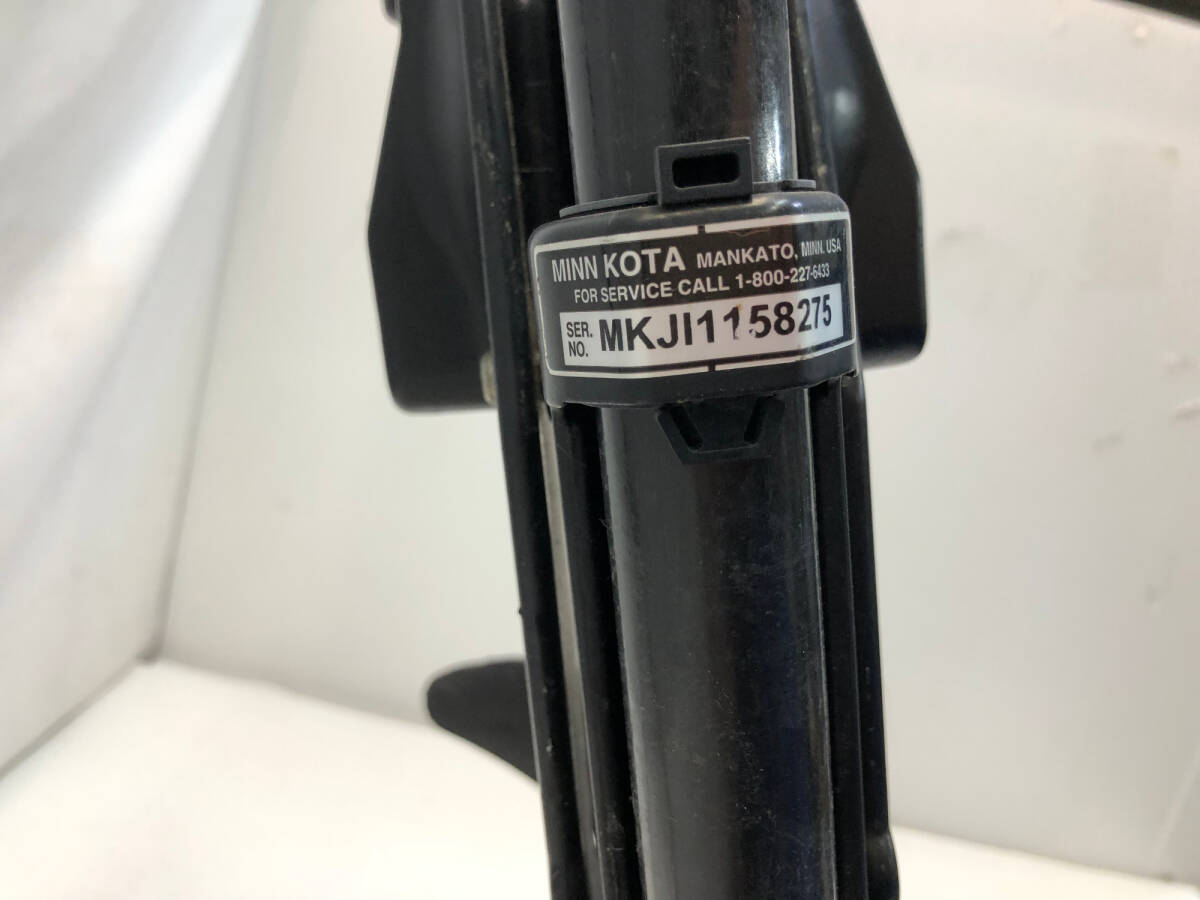 MINN KOTA MANKATO, MINN. USA
FOR SERVICE CALL 1-800-227-6433
SER. NO. MKJI1158275